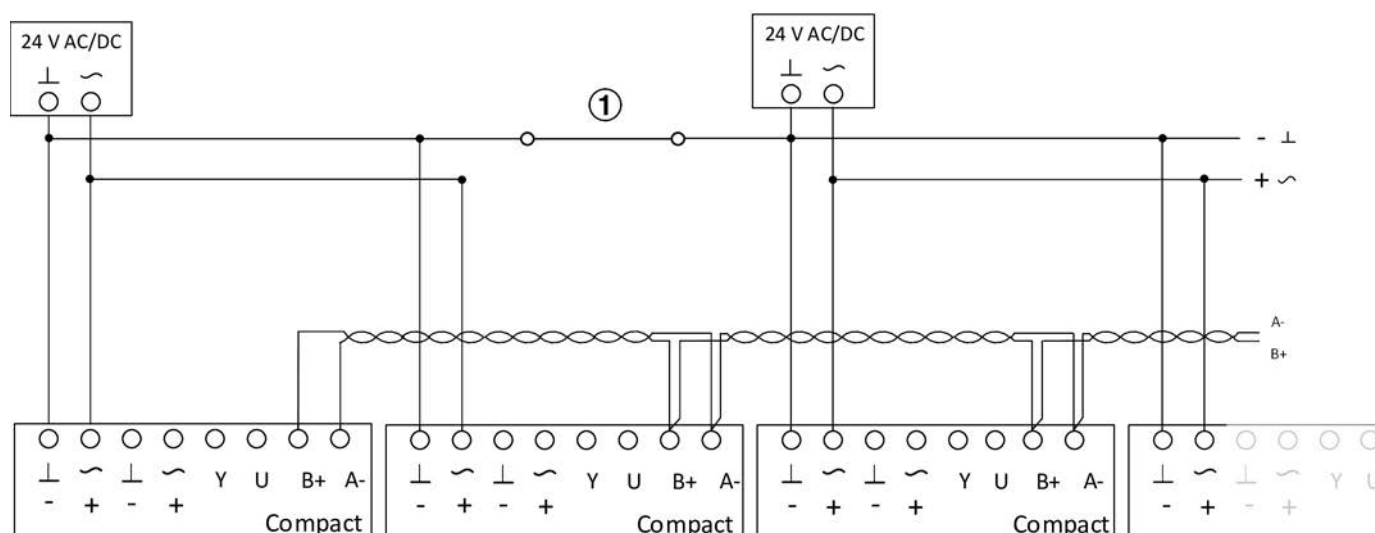 24 V AC/DC
⊥ ~
24 V AC/DC
⊥ ~
①
- ⊥
+ ~
A-
B+
⊥ ~ ⊥ ~ Y U B+ A-
- + - +
Compact
⊥ ~ ⊥ ~ Y U B+ A-
- + - +
Compact
⊥ ~ ⊥ ~ Y U B+ A-
- + - +
Compact
⊥ ~ ⊥ ~ Y U
- + - +